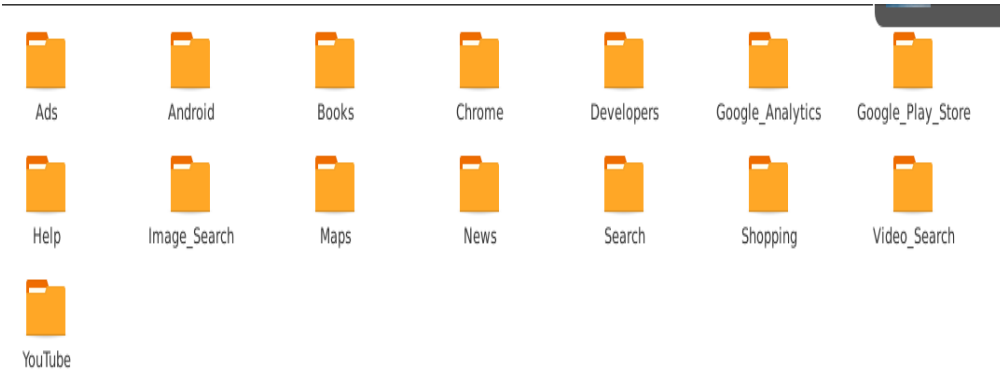 Ads Android Books Chrome Developers Google_Analytics Google_Play_Store
Help Image_Search Maps News Search Shopping Video_Search
YouTube